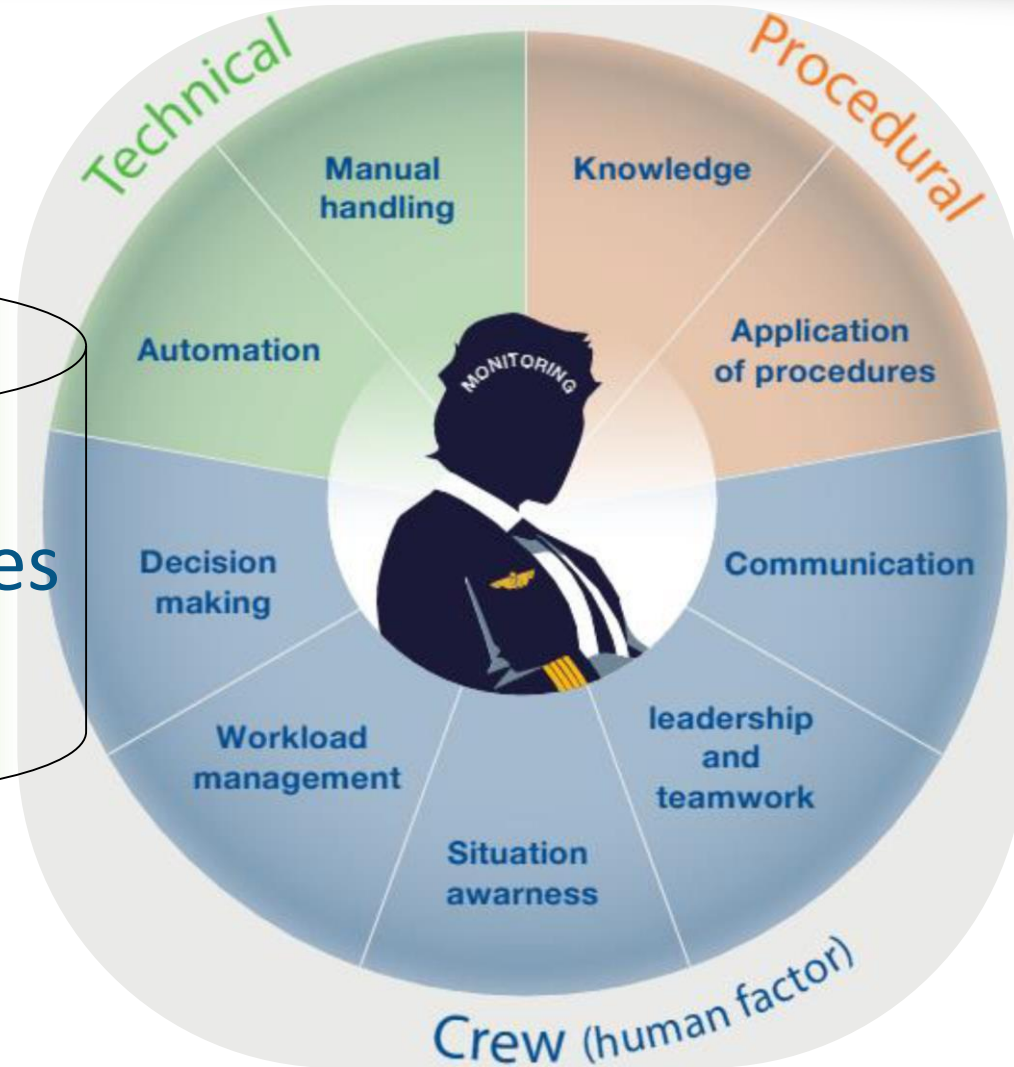 Technical
Procedural
Manual
handling
Knowledge
Automation
Application
of procedures
MONITORING
es
Decision
making
Communication
Workload
management
leadership
and
teamwork
Situation
awarness
Crew (human factor)